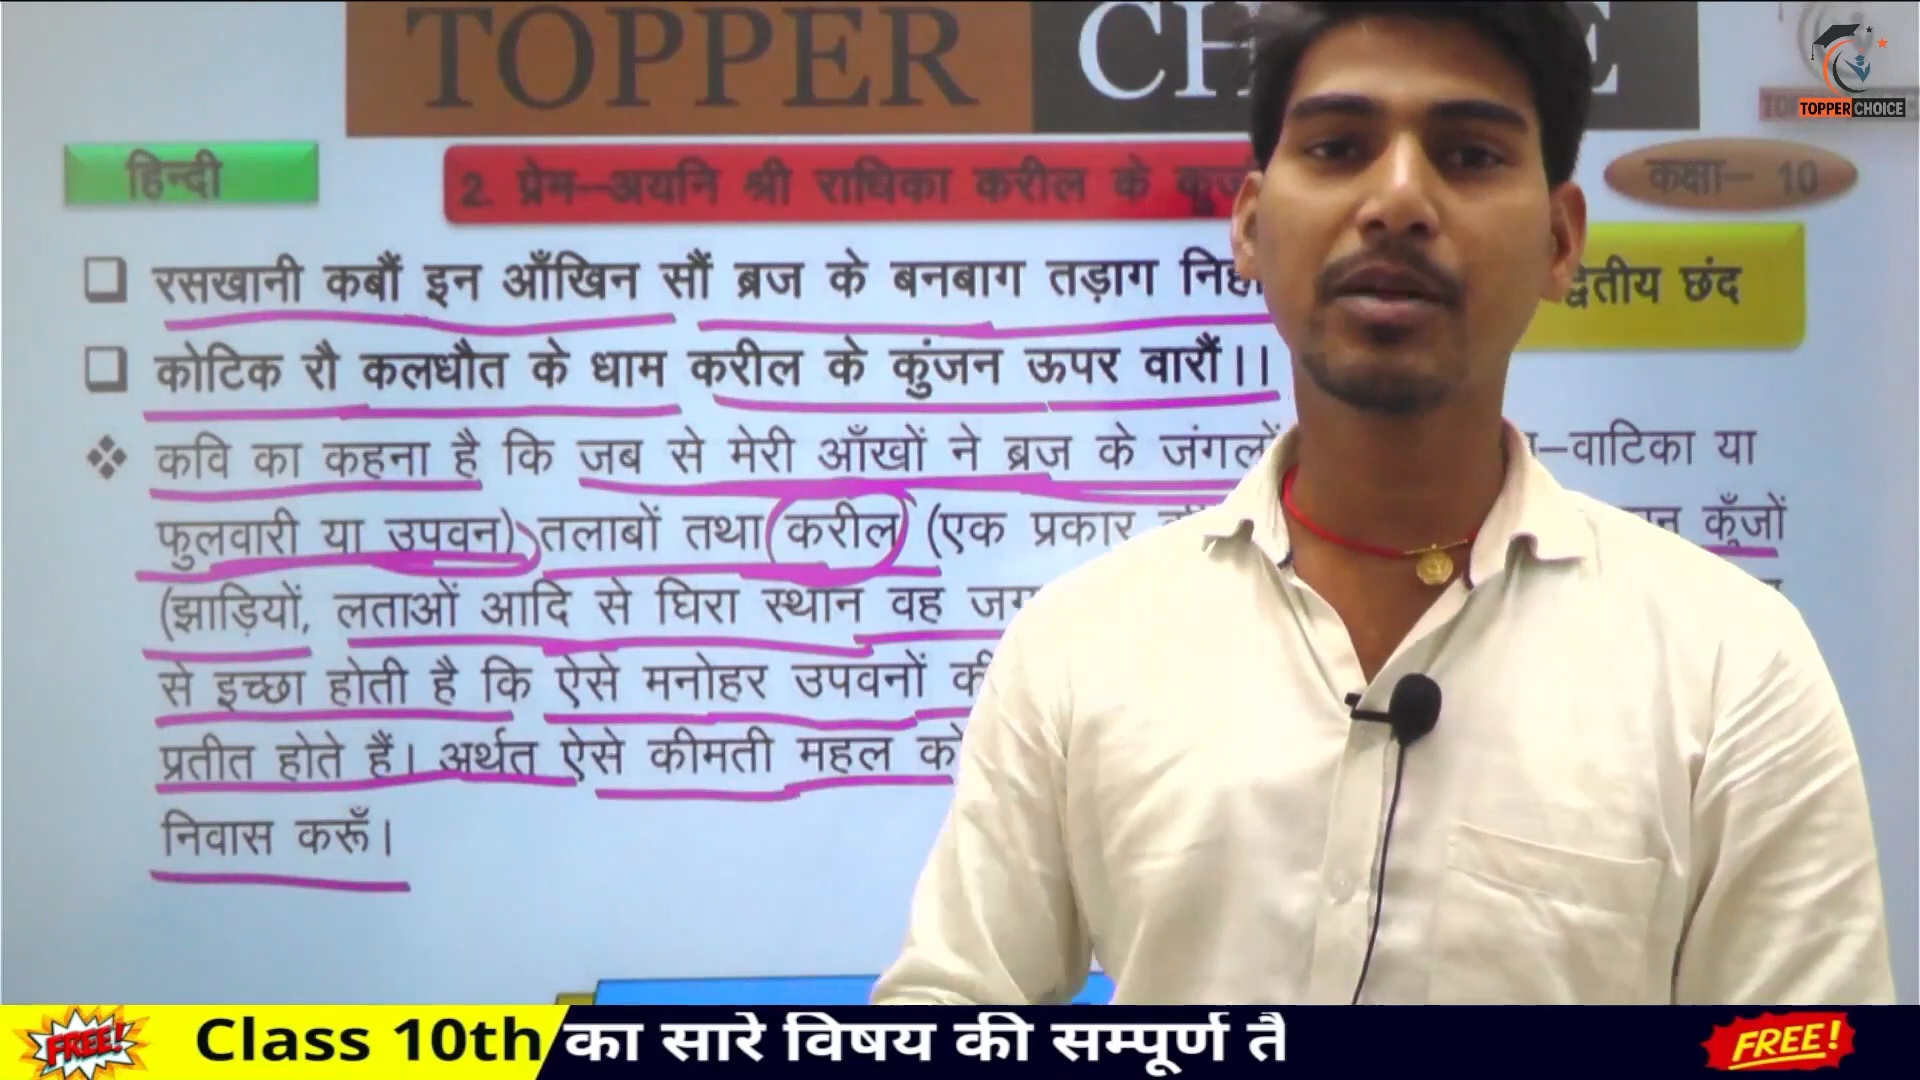 TOPPER
TOPPER CHOICE
हिन्दी
2. प्रेम–अयनि श्री राधिका करील के
कक्षा– 10
रसखानी कबौं इन आँखिन सौं ब्रज के बनबाग तड़ाग
द्वितीय छंद
कोटिक रौ कलधौत के धाम करील के कुंजन ऊपर वारौं।।
कवि का कहना है कि जब से मेरी आँखों ने ब्रज के –वाटिका या
फुलवारी या उपवन) तलाबों तथा करील (एक प्रकार कुँजों
(झाड़ियों, लताओं आदि से घिरा स्थान वह
से इच्छा होती है कि ऐसे मनोहर उपवनों की
प्रतीत होते हैं। अर्थत ऐसे कीमती महल को
निवास करूँ।
FREE! Class 10th का सारे विषय की सम्पूर्ण तै FREE!